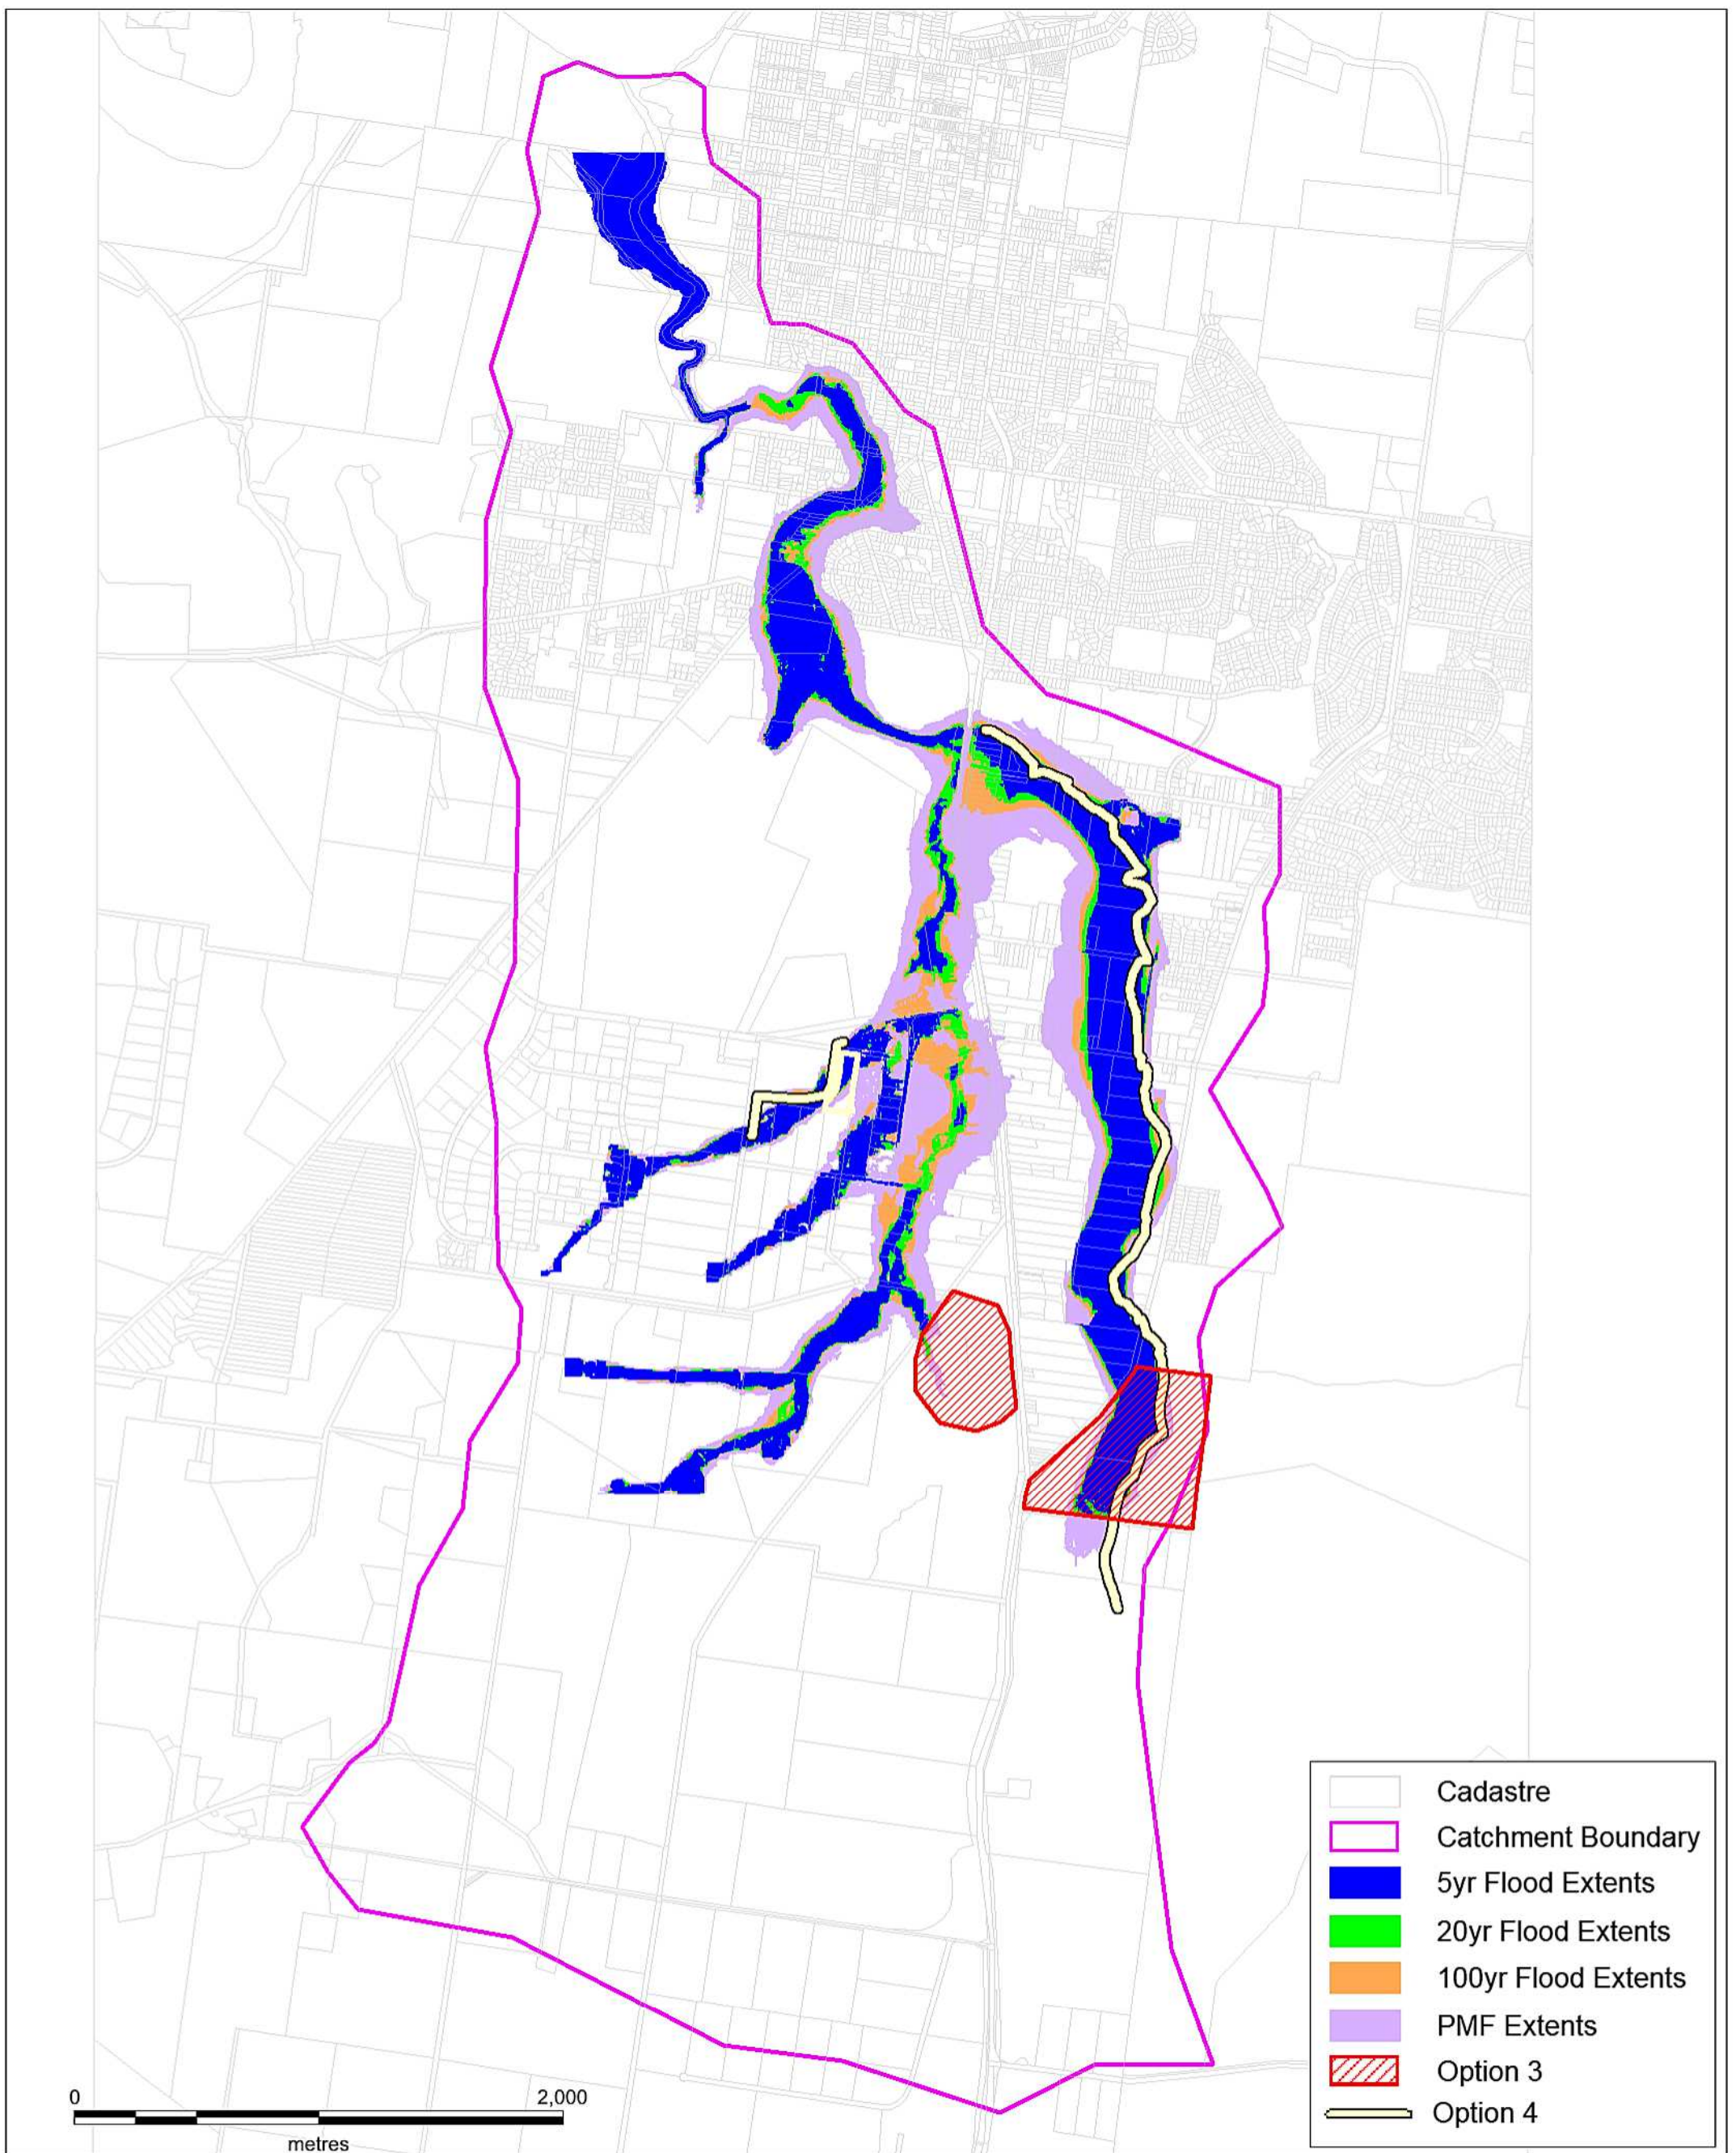 Cadastre
Catchment Boundary
5yr Flood Extents
20yr Flood Extents
100yr Flood Extents
PMF Extents
Option 3
Option 4
0 2,000
metres